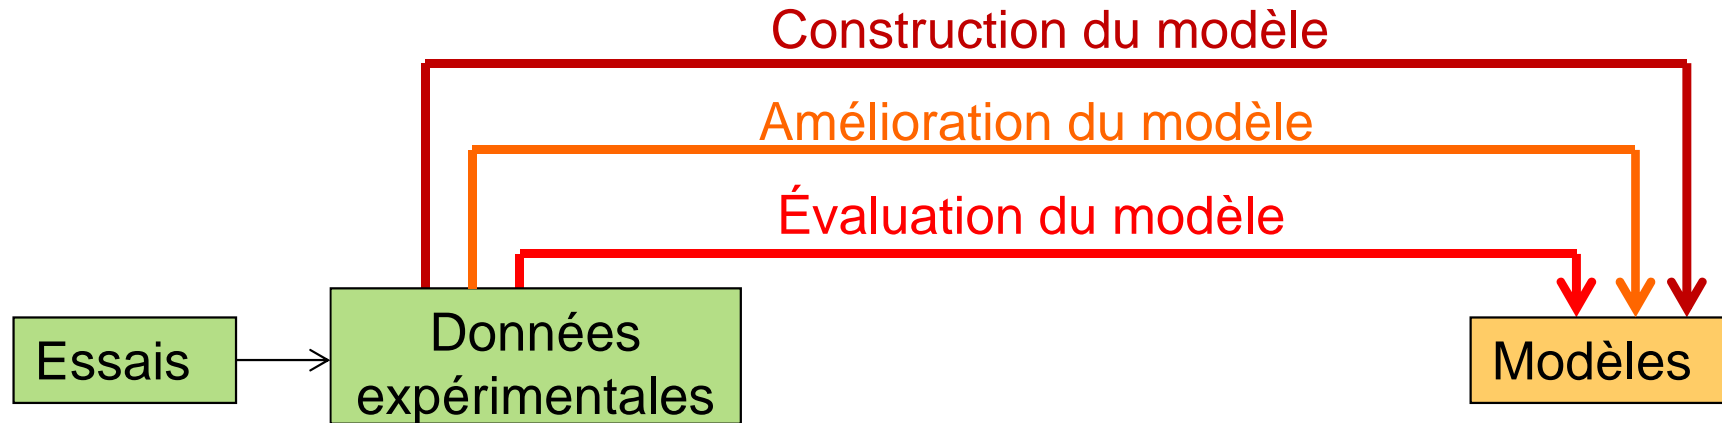 Construction du modèle
Amélioration du modèle
Évaluation du modèle
Essais
Données
expérimentales
Modèles